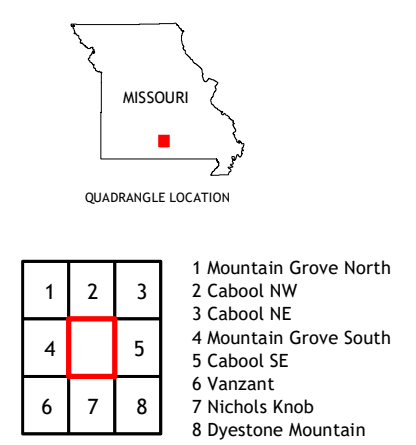 MISSOURI
QUADRANGLE LOCATION
1 2 3
4 5
6 7 8
1 Mountain Grove North
2 Cabool NW
3 Cabool NE
4 Mountain Grove South
5 Cabool SE
6 Vanzant
7 Nichols Knob
8 Dyestone Mountain